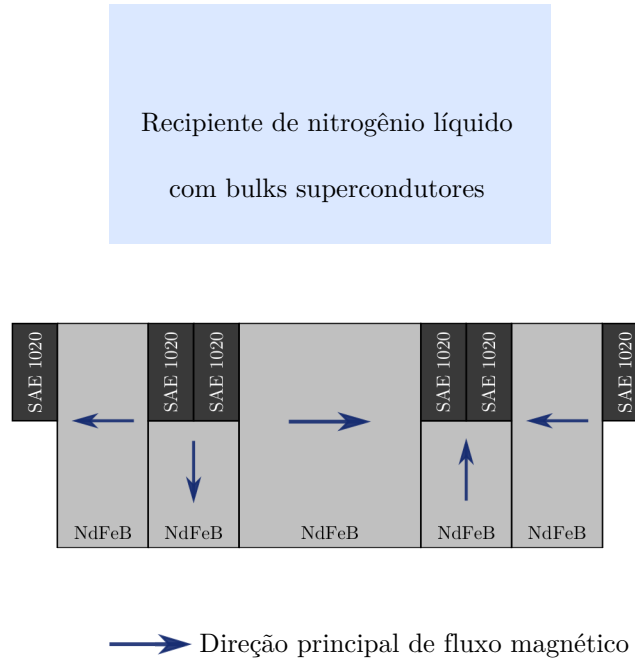 Recipiente de nitrogênio líquido
com bulks supercondutores
SAE 1020
SAE 1020
SAE 1020
SAE 1020
SAE 1020
SAE 1020
NdFeB
NdFeB
NdFeB
NdFeB
NdFeB
Direção principal de fluxo magnético